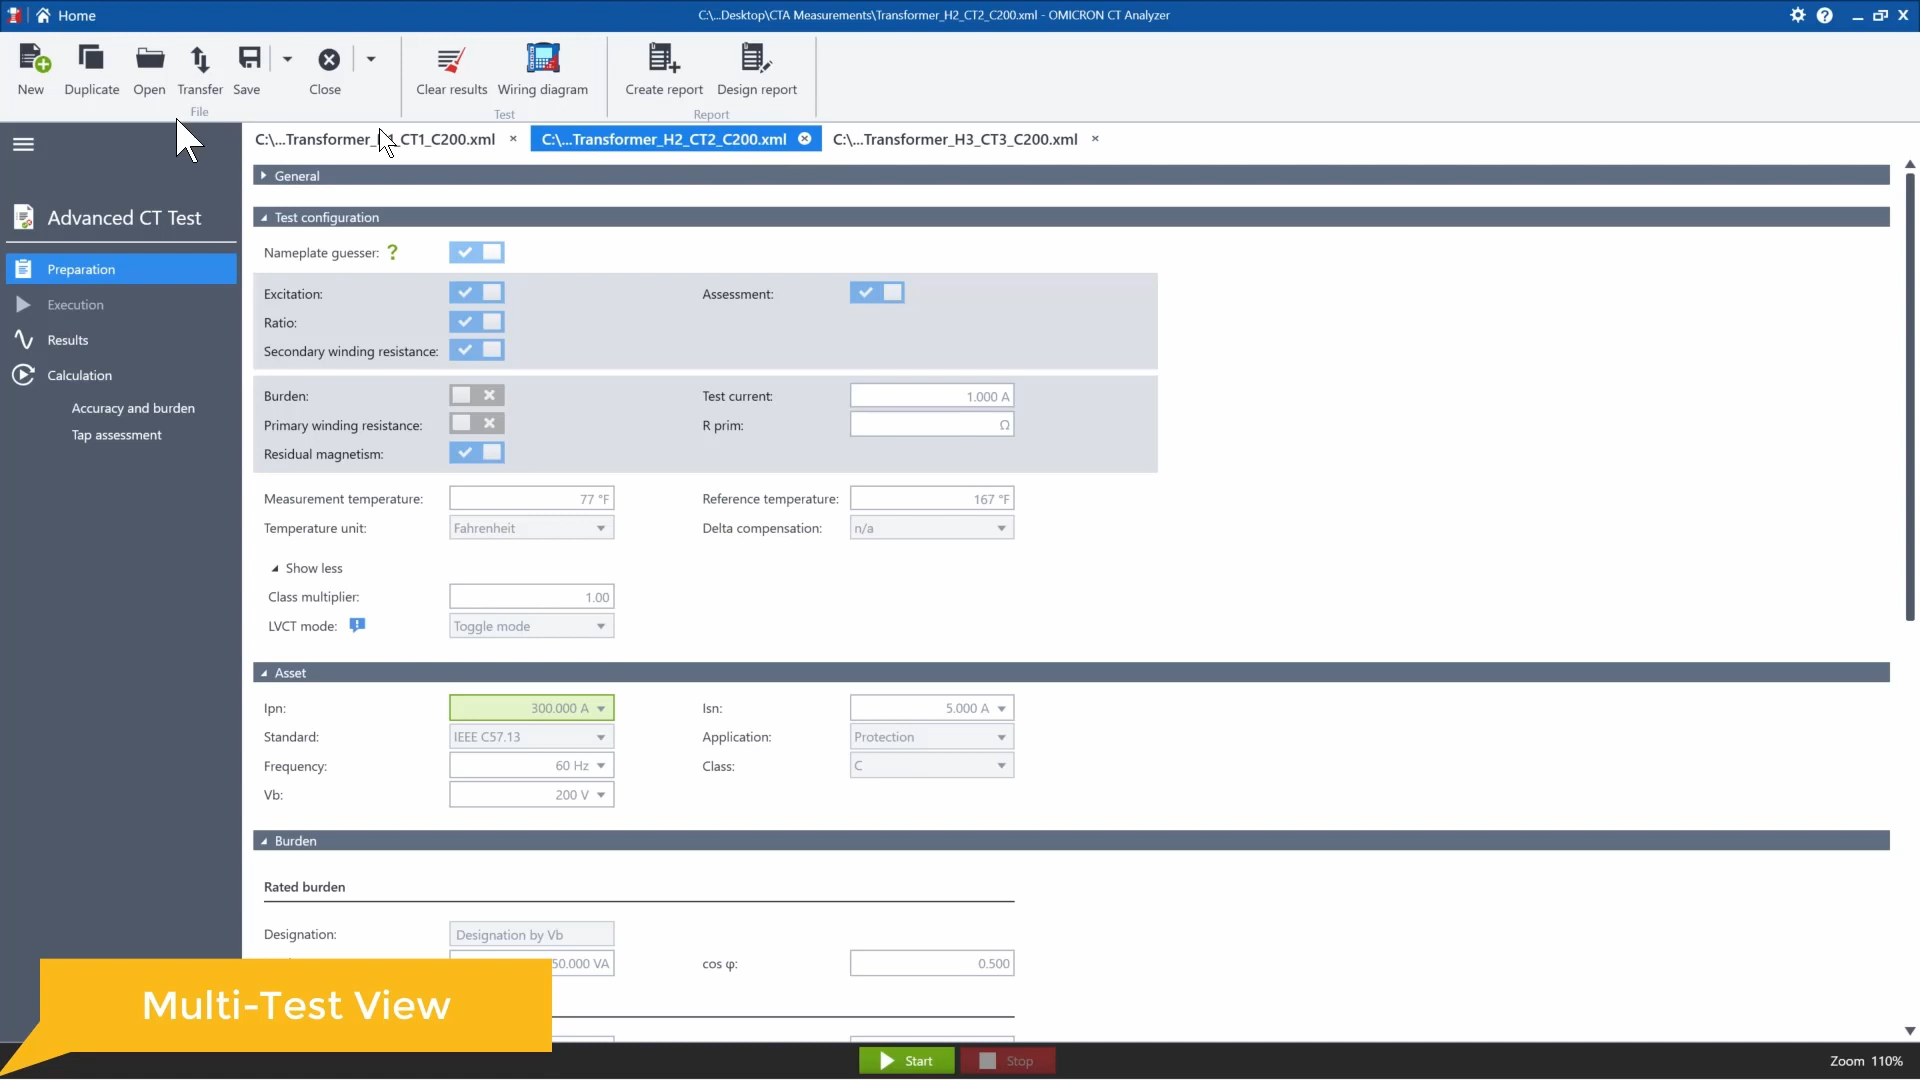 Home
C:\...Desktop\CTA Measurements\Transformer_H2_CT2_C200.xml - OMICRON CT Analyzer
New Duplicate Open Transfer Save Close Clear results Wiring diagram Create report Design report
File Test Report
C:\...Transformer_ _CT1_C200.xml C:\...Transformer_H2_CT2_C200.xml C:\...Transformer_H3_CT3_C200.xml
General
Advanced CT Test
Preparation
Execution
Results
Calculation
Accuracy and burden
Tap assessment
Test configuration
Nameplate guesser: ?
Excitation: Assessment:
Ratio:
Secondary winding resistance:
Burden: Test current: 1.000 A
Primary winding resistance: R prim: Ω
Residual magnetism:
Measurement temperature: 77 °F Reference temperature: 167 °F
Temperature unit: Fahrenheit Delta compensation: n/a
Show less
Class multiplier: 1.00
LVCT mode: Toggle mode
Asset
Ipn: 300.000 A Isn: 5.000 A
Standard: IEEE C57.13 Application: Protection
Frequency: 60 Hz Class: C
Vb: 200 V
Burden
Rated burden
Designation: Designation by Vb
50.000 VA cos φ: 0.500
Multi-Test View
Start Stop Zoom 110%